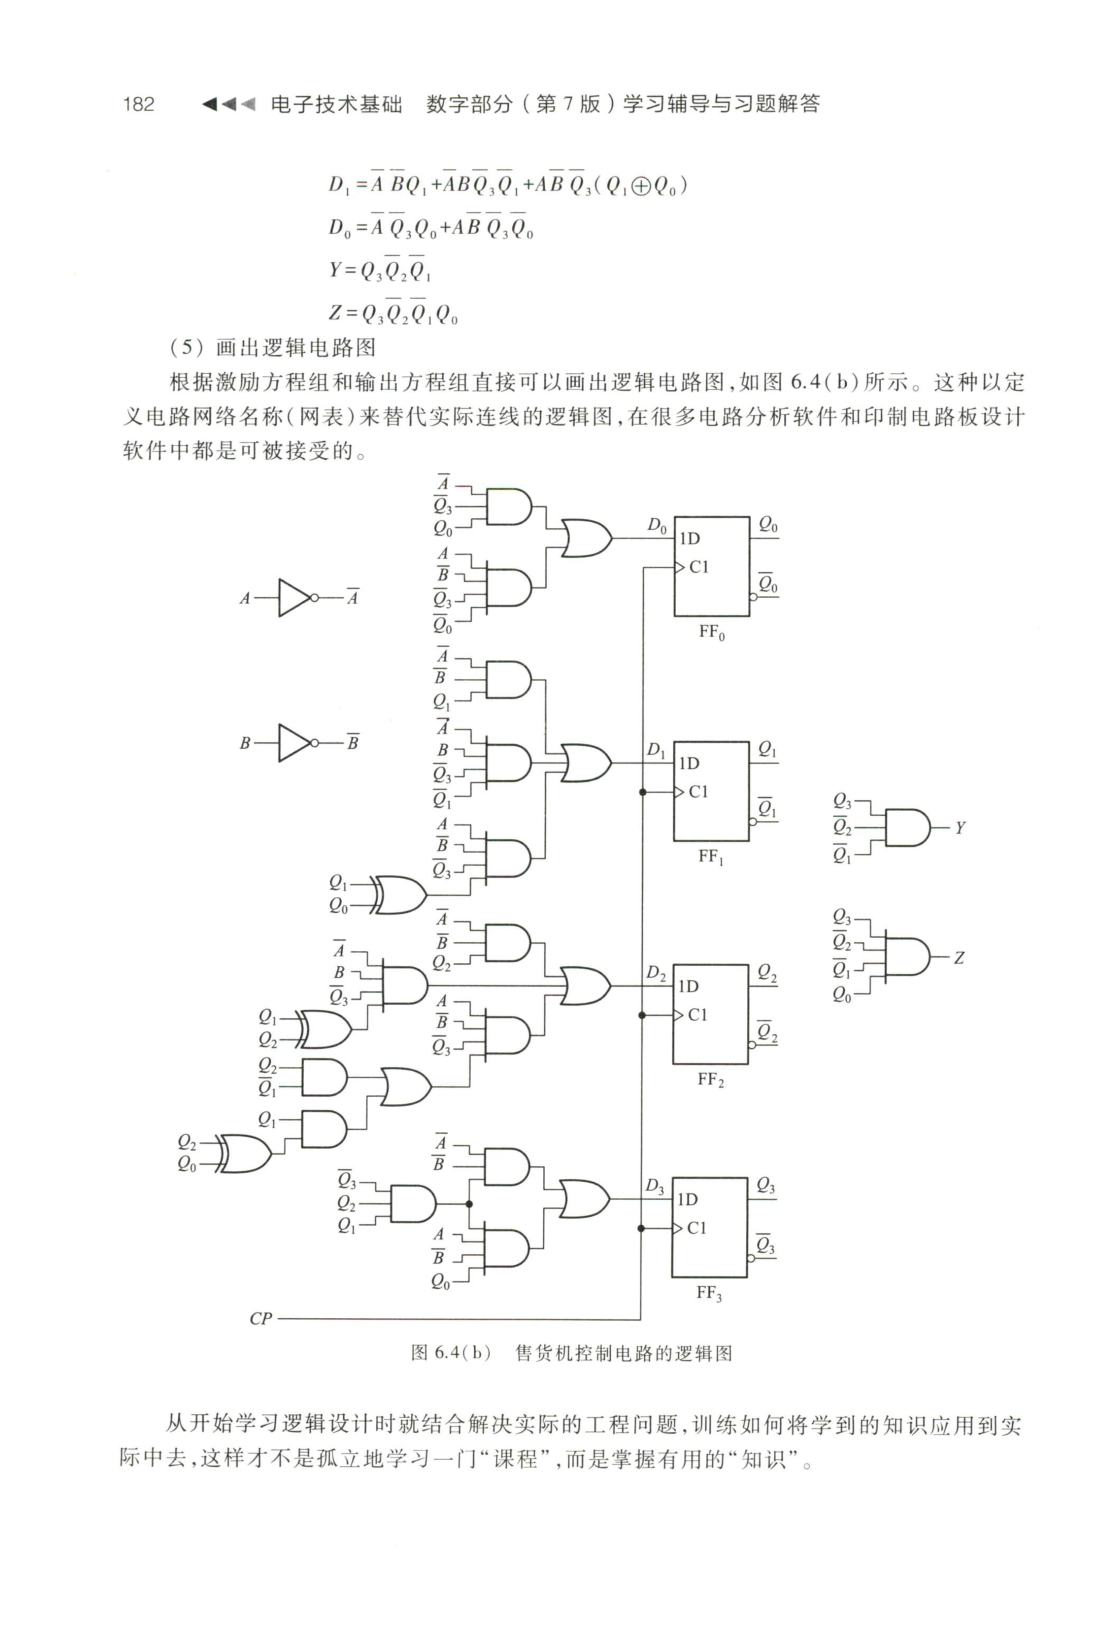 182 ◀◀◀ 电子技术基础 数字部分(第7版)学习辅导与习题解答
D₁=A̅ B̅Q₁+A̅BQ̅₃Q̅₁+AB̅ Q̅₃(Q₁⊕Q₀)
D₀=A̅ Q̅₃Q₀+AB̅ Q̅₃Q̅₀
Y=Q₃Q̅₂Q̅₁
Z=Q₃Q̅₂Q̅₁Q₀
(5) 画出逻辑电路图
根据激励方程组和输出方程组直接可以画出逻辑电路图,如图 6.4(b)所示。这种以定
义电路网络名称(网表)来替代实际连线的逻辑图,在很多电路分析软件和印制电路板设计
软件中都是可被接受的。
A̅
Q̅₃
Q₀
A
B̅
Q̅₃
Q̅₀
D₀
1D
C1
Q₀
Q̅₀
FF₀
A
A̅
B
B̅
A̅
B̅
Q₁
A̅
B
Q̅₃
Q̅₁
A
B̅
Q̅₃
Q₁
Q₀
D₁
1D
C1
Q₁
Q̅₁
FF₁
Q₃
Q̅₂
Q̅₁
Y
Q₃
Q̅₂
Q̅₁
Q₀
Z
A̅
B̅
Q₂
A̅
B
Q̅₃
Q₁
Q₂
A
B̅
Q̅₃
Q₂
Q̅₁
Q₁
Q₂
Q₀
D₂
1D
C1
Q₂
Q̅₂
FF₂
A̅
B̅
Q̅₃
Q₂
Q₁
A
B̅
Q₀
D₃
1D
C1
Q₃
Q̅₃
FF₃
CP
图 6.4(b) 售货机控制电路的逻辑图
从开始学习逻辑设计时就结合解决实际的工程问题,训练如何将学到的知识应用到实
际中去,这样才不是孤立地学习一门“课程”,而是掌握有用的“知识”。